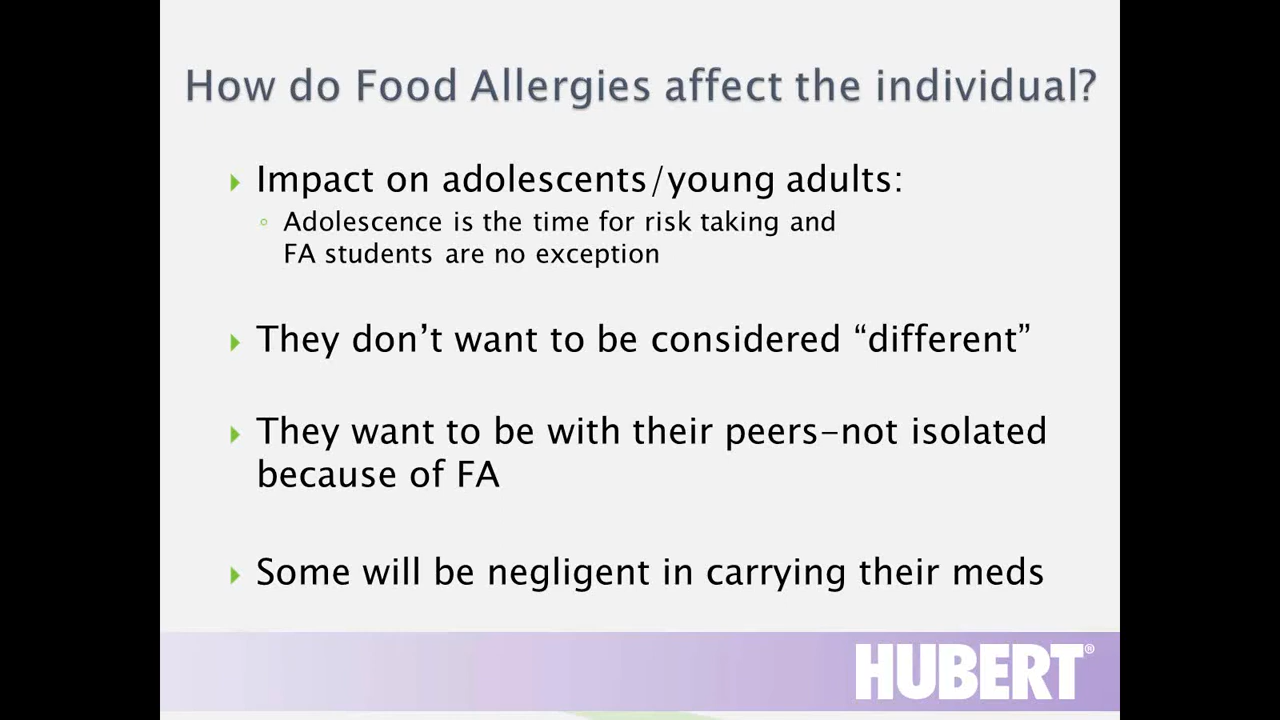 How do Food Allergies affect the individual?
Impact on adolescents/young adults:
Adolescence is the time for risk taking and
FA students are no exception
They don’t want to be considered “different”
They want to be with their peers-not isolated
because of FA
Some will be negligent in carrying their meds
HUBERT®